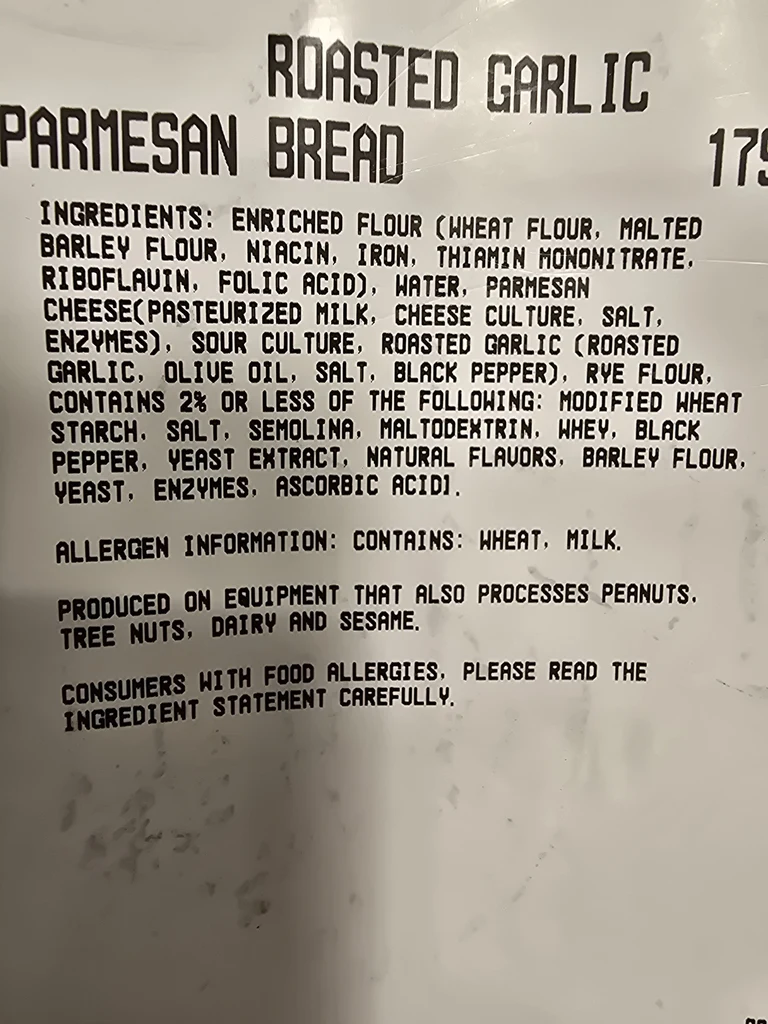 ROASTED GARLIC
PARMESAN BREAD
INGREDIENTS: ENRICHED FLOUR (WHEAT FLOUR, MALTED
BARLEY FLOUR, NIACIN, IRON, THIAMIN MONONITRATE,
RIBOFLAVIN, FOLIC ACID), WATER, PARMESAN
CHEESE(PASTEURIZED MILK, CHEESE CULTURE, SALT,
ENZYMES), SOUR CULTURE, ROASTED GARLIC (ROASTED
GARLIC, OLIVE OIL, SALT, BLACK PEPPER), RYE FLOUR,
CONTAINS 2% OR LESS OF THE FOLLOWING: MODIFIED WHEAT
STARCH, SALT, SEMOLINA, MALTODEXTRIN, WHEY, BLACK
PEPPER, YEAST EXTRACT, NATURAL FLAVORS, BARLEY FLOUR,
YEAST, ENZYMES, ASCORBIC ACID].
ALLERGEN INFORMATION: CONTAINS: WHEAT, MILK.
PRODUCED ON EQUIPMENT THAT ALSO PROCESSES PEANUTS,
TREE NUTS, DAIRY AND SESAME.
CONSUMERS WITH FOOD ALLERGIES, PLEASE READ THE
INGREDIENT STATEMENT CAREFULLY.